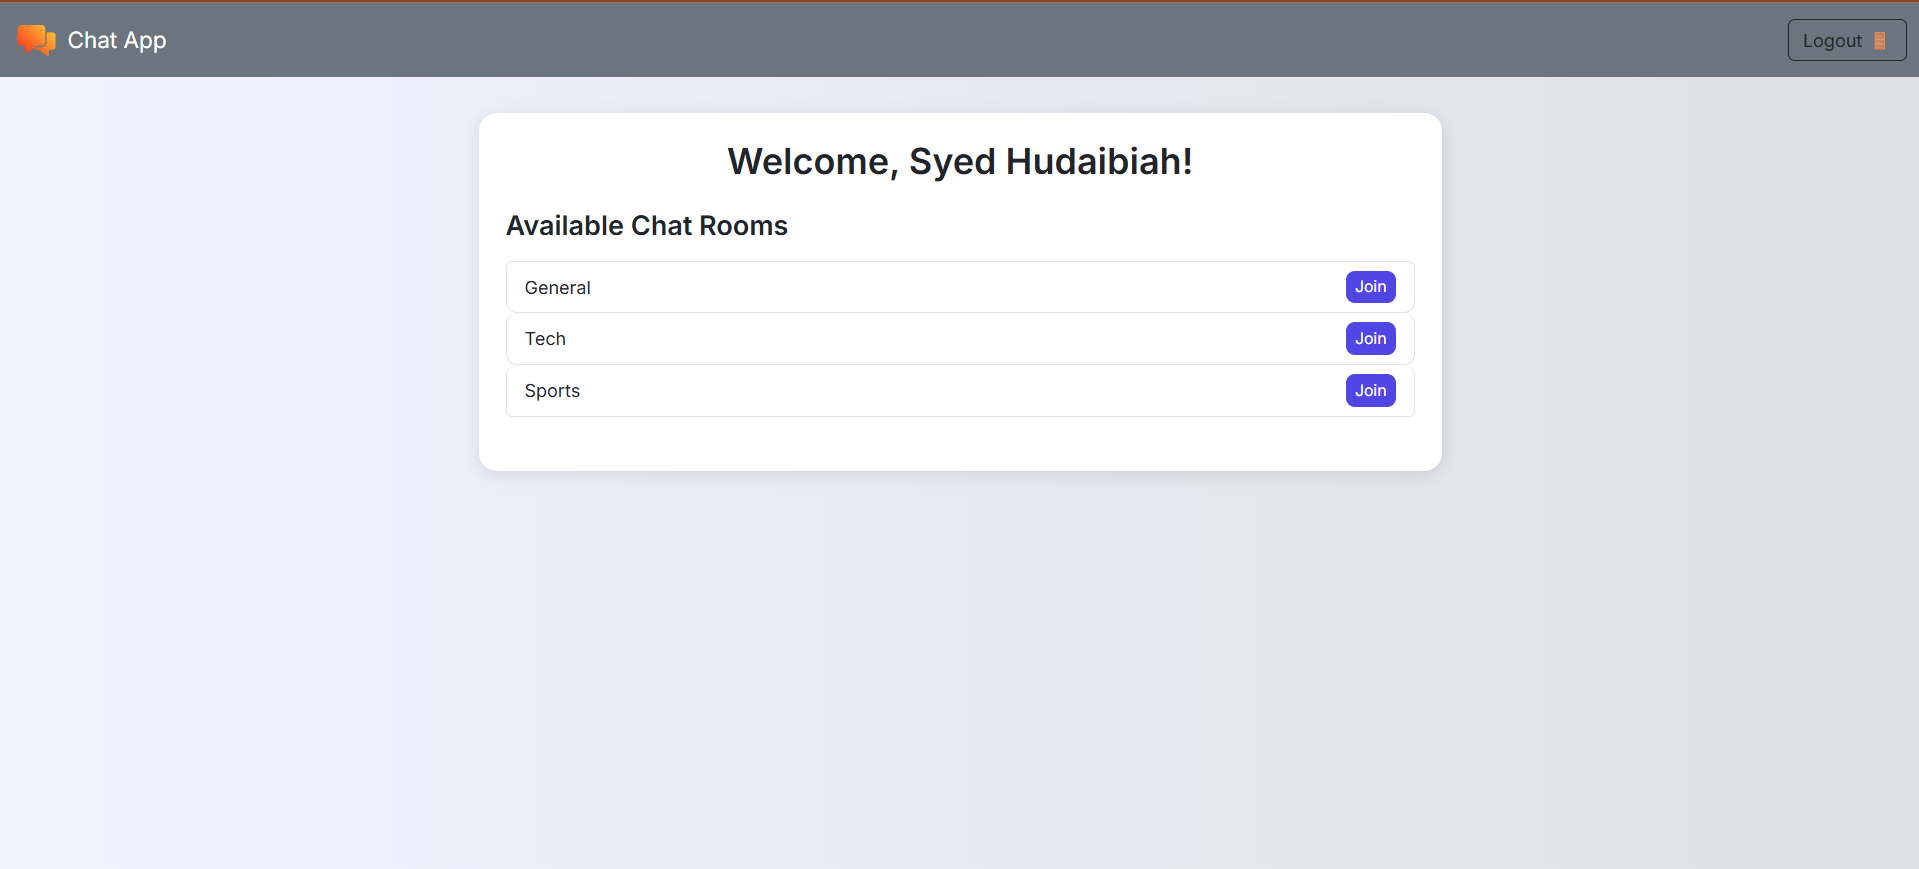 Chat App
Logout 🚪
Welcome, Syed Hudaibiah!
Available Chat Rooms
General Join
Tech Join
Sports Join